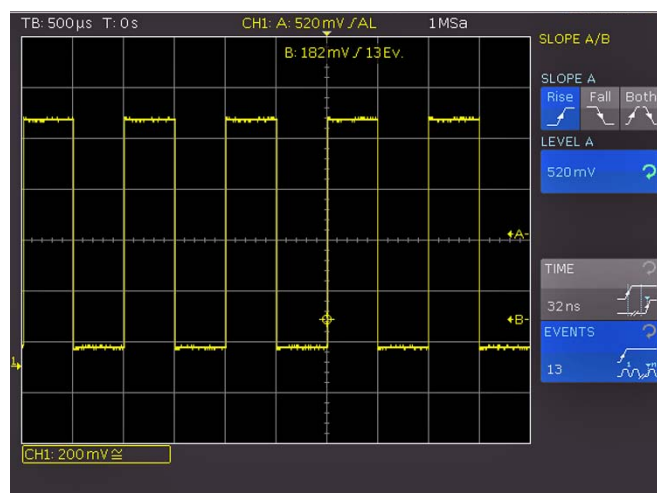 TB: 500µs T: 0s CH1: A: 520mV AL 1MSa
B: 182mV 13Ev.
SLOPE A/B
SLOPE A
Rise Fall Both
LEVEL A
520mV
A
TIME
32ns
B
EVENTS
13
1
CH1: 200mV≅